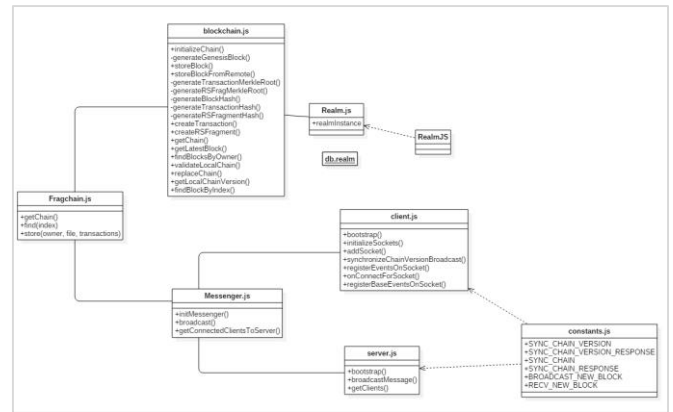 blockchain.js
+initializeChain()
-generateGenesisBlock()
+storeBlock()
+storeBlockFromRemote()
-generateTransactionMerkleRoot()
-generateRSFragMerkleRoot()
-generateBlockHash()
-generateTransactionHash()
-generateRSFragmentHash()
+createTransaction()
+createRSFragment()
+getChain()
+getLatestBlock()
+findBlocksByOwner()
+validateLocalChain()
+replaceChain()
+getLocalChainVersion()
+findBlockByIndex()
Realm.js
+realmInstance
RealmJS
db.realm
Fragchain.js
+getChain()
+find(index)
+store(owner, file, transactions)
client.js
+bootstrap()
+initializeSockets()
+addSocket()
+synchronizeChainVersionBroadcast()
+registerEventsOnSocket()
+onConnectForSocket()
+registerBaseEventsOnSocket()
Messenger.js
+initMessenger()
+broadcast()
+getConnectedClientsToServer()
server.js
+bootstrap()
+broadcastMessage()
+getClients()
constants.js
+SYNC_CHAIN_VERSION
+SYNC_CHAIN_VERSION_RESPONSE
+SYNC_CHAIN
+SYNC_CHAIN_RESPONSE
+BROADCAST_NEW_BLOCK
+RECV_NEW_BLOCK